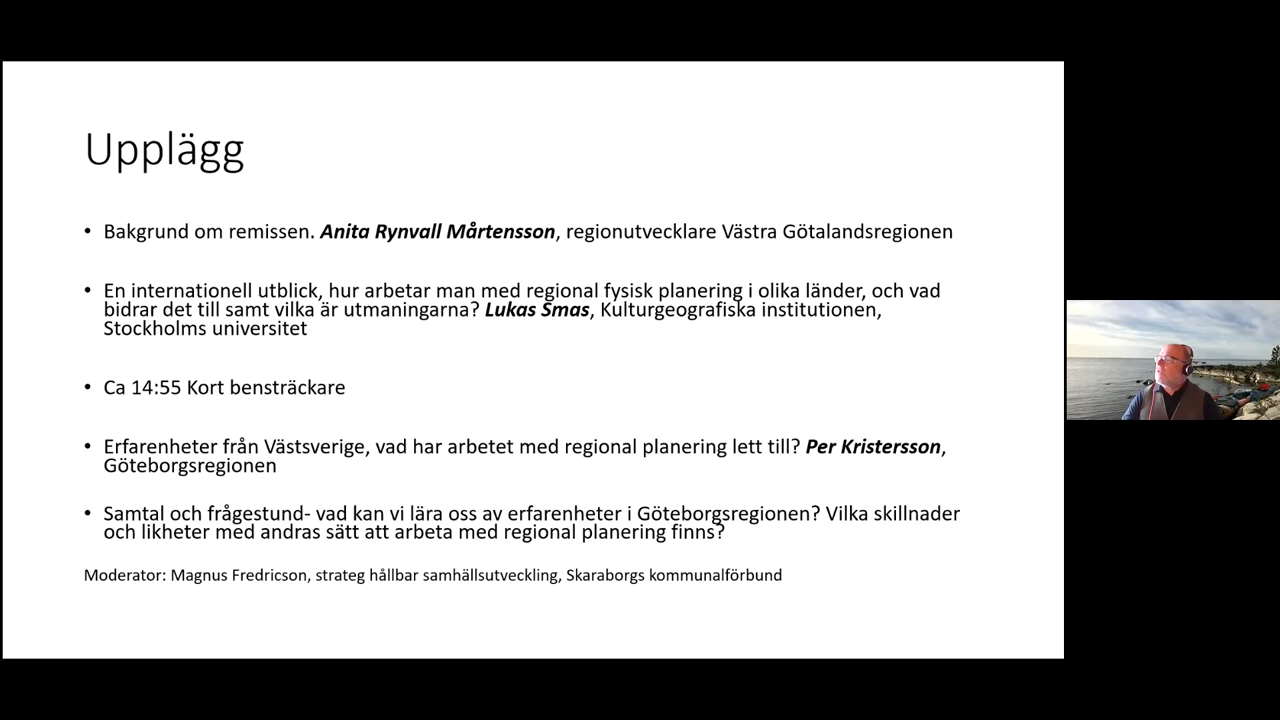 Upplägg
• Bakgrund om remissen. Anita Rynvall Mårtensson, regionutvecklare Västra Götalandsregionen
• En internationell utblick, hur arbetar man med regional fysisk planering i olika länder, och vad
bidrar det till samt vilka är utmaningarna? Lukas Smas, Kulturgeografiska institutionen,
Stockholms universitet
• Ca 14:55 Kort bensträckare
• Erfarenheter från Västsverige, vad har arbetet med regional planering lett till? Per Kristersson,
Göteborgsregionen
• Samtal och frågestund- vad kan vi lära oss av erfarenheter i Göteborgsregionen? Vilka skillnader
och likheter med andras sätt att arbeta med regional planering finns?
Moderator: Magnus Fredricson, strateg hållbar samhällsutveckling, Skaraborgs kommunalförbund